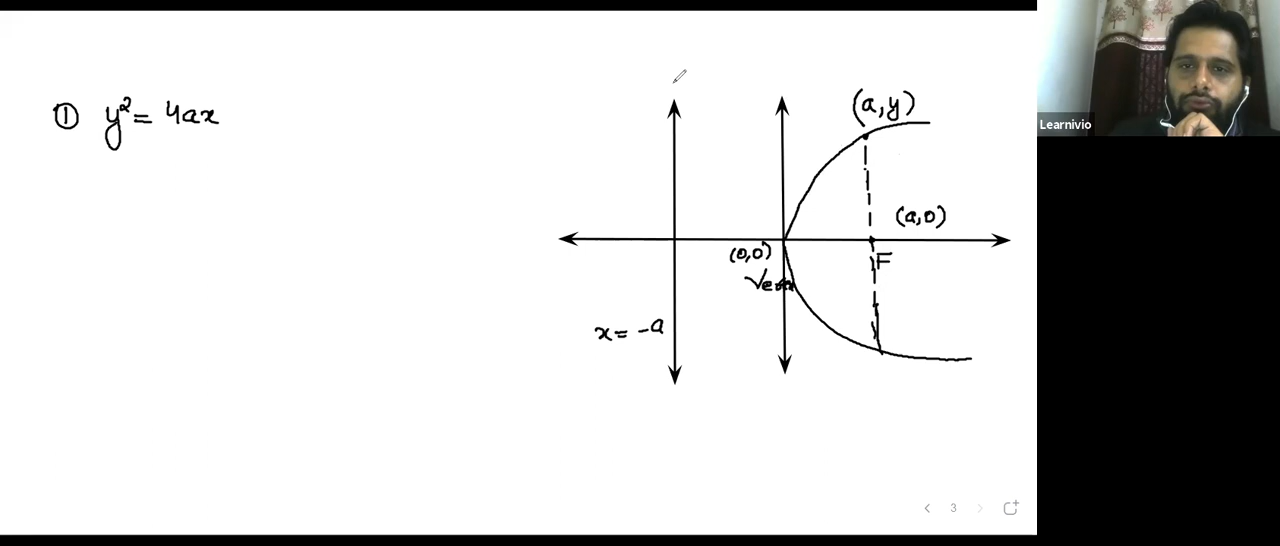 ① y² = 4ax
(a,y)
(a,0)
(0,0)
F
x = -a
Learnivio
3